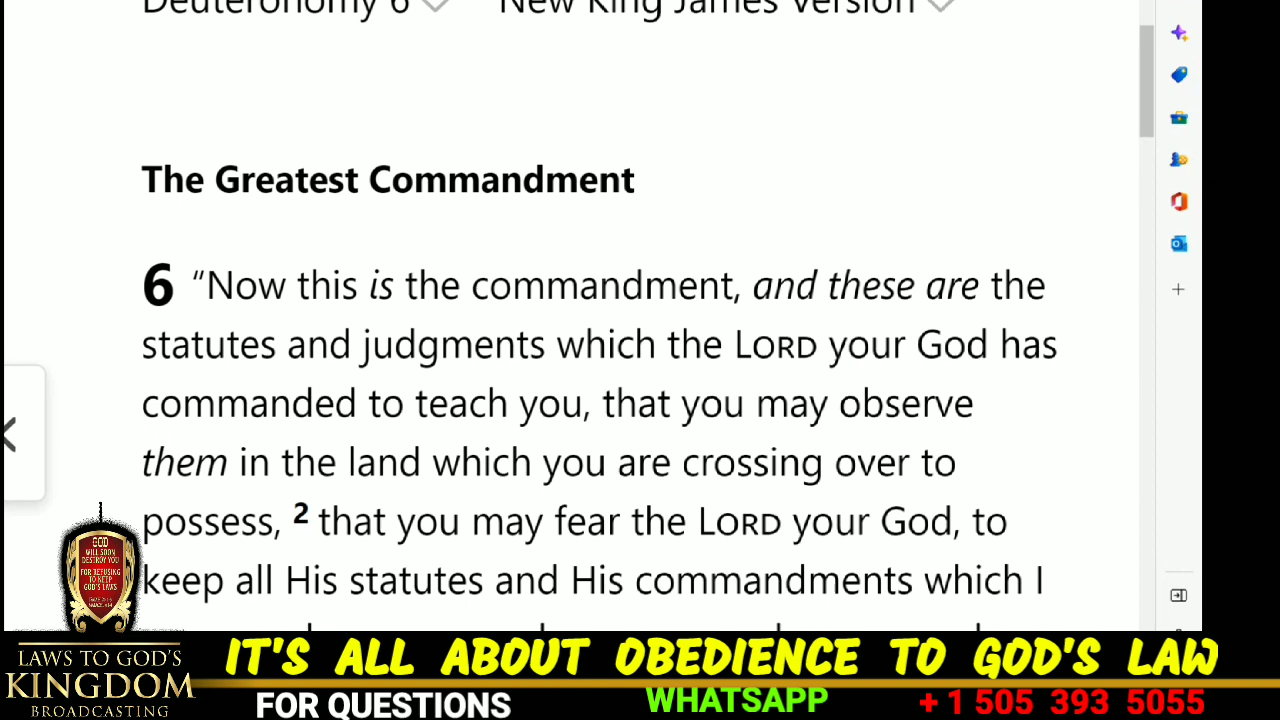 Deuteronomy 6 New King James Version
The Greatest Commandment
6 “Now this is the commandment, and these are the
statutes and judgments which the LORD your God has
commanded to teach you, that you may observe
them in the land which you are crossing over to
possess, 2 that you may fear the LORD your God, to
keep all His statutes and His commandments which I
GOD
WILL SOON
DESTROY YOU
FOR REFUSING
TO KEEP
GOD'S LAWS
LAWS TO GOD'S
KINGDOM
BROADCASTING
IT'S ALL ABOUT OBEDIENCE TO GOD'S LAW
FOR QUESTIONS WHATSAPP + 1 505 393 5055